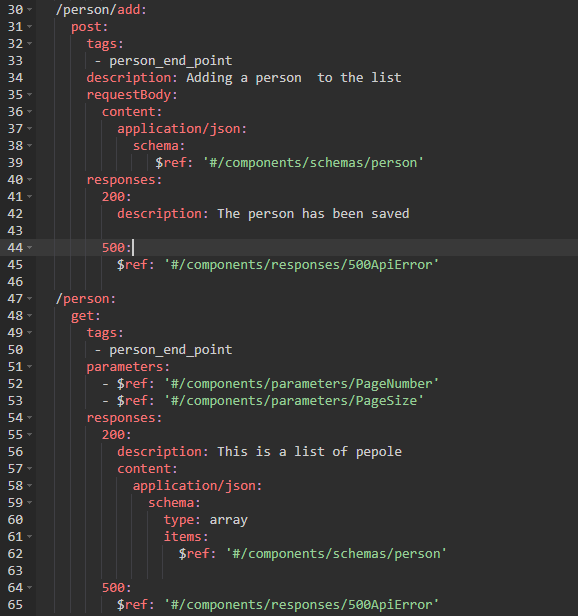 30 /person/add:
31 post:
32 tags:
33 - person_end_point
34 description: Adding a person  to the list
35 requestBody:
36 content:
37 application/json:
38 schema:
39 $ref: '#/components/schemas/person'
40 responses:
41 200:
42 description: The person has been saved
43
44 500:
45 $ref: '#/components/responses/500ApiError'
46
47 /person:
48 get:
49 tags:
50 - person_end_point
51 parameters:
52 - $ref: '#/components/parameters/PageNumber'
53 - $ref: '#/components/parameters/PageSize'
54 responses:
55 200:
56 description: This is a list of pepole
57 content:
58 application/json:
59 schema:
60 type: array
61 items:
62 $ref: '#/components/schemas/person'
63
64 500:
65 $ref: '#/components/responses/500ApiError'